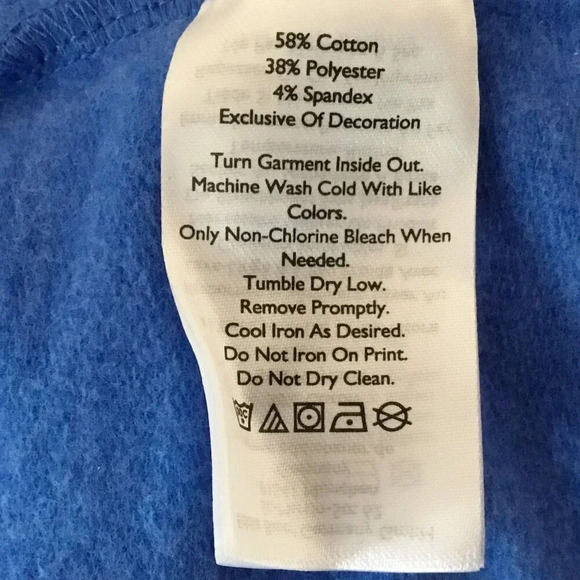 58% Cotton
38% Polyester
4% Spandex
Exclusive Of Decoration
Turn Garment Inside Out.
Machine Wash Cold With Like
Colors.
Only Non-Chlorine Bleach When
Needed.
Tumble Dry Low.
Remove Promptly.
Cool Iron As Desired.
Do Not Iron On Print.
Do Not Dry Clean.